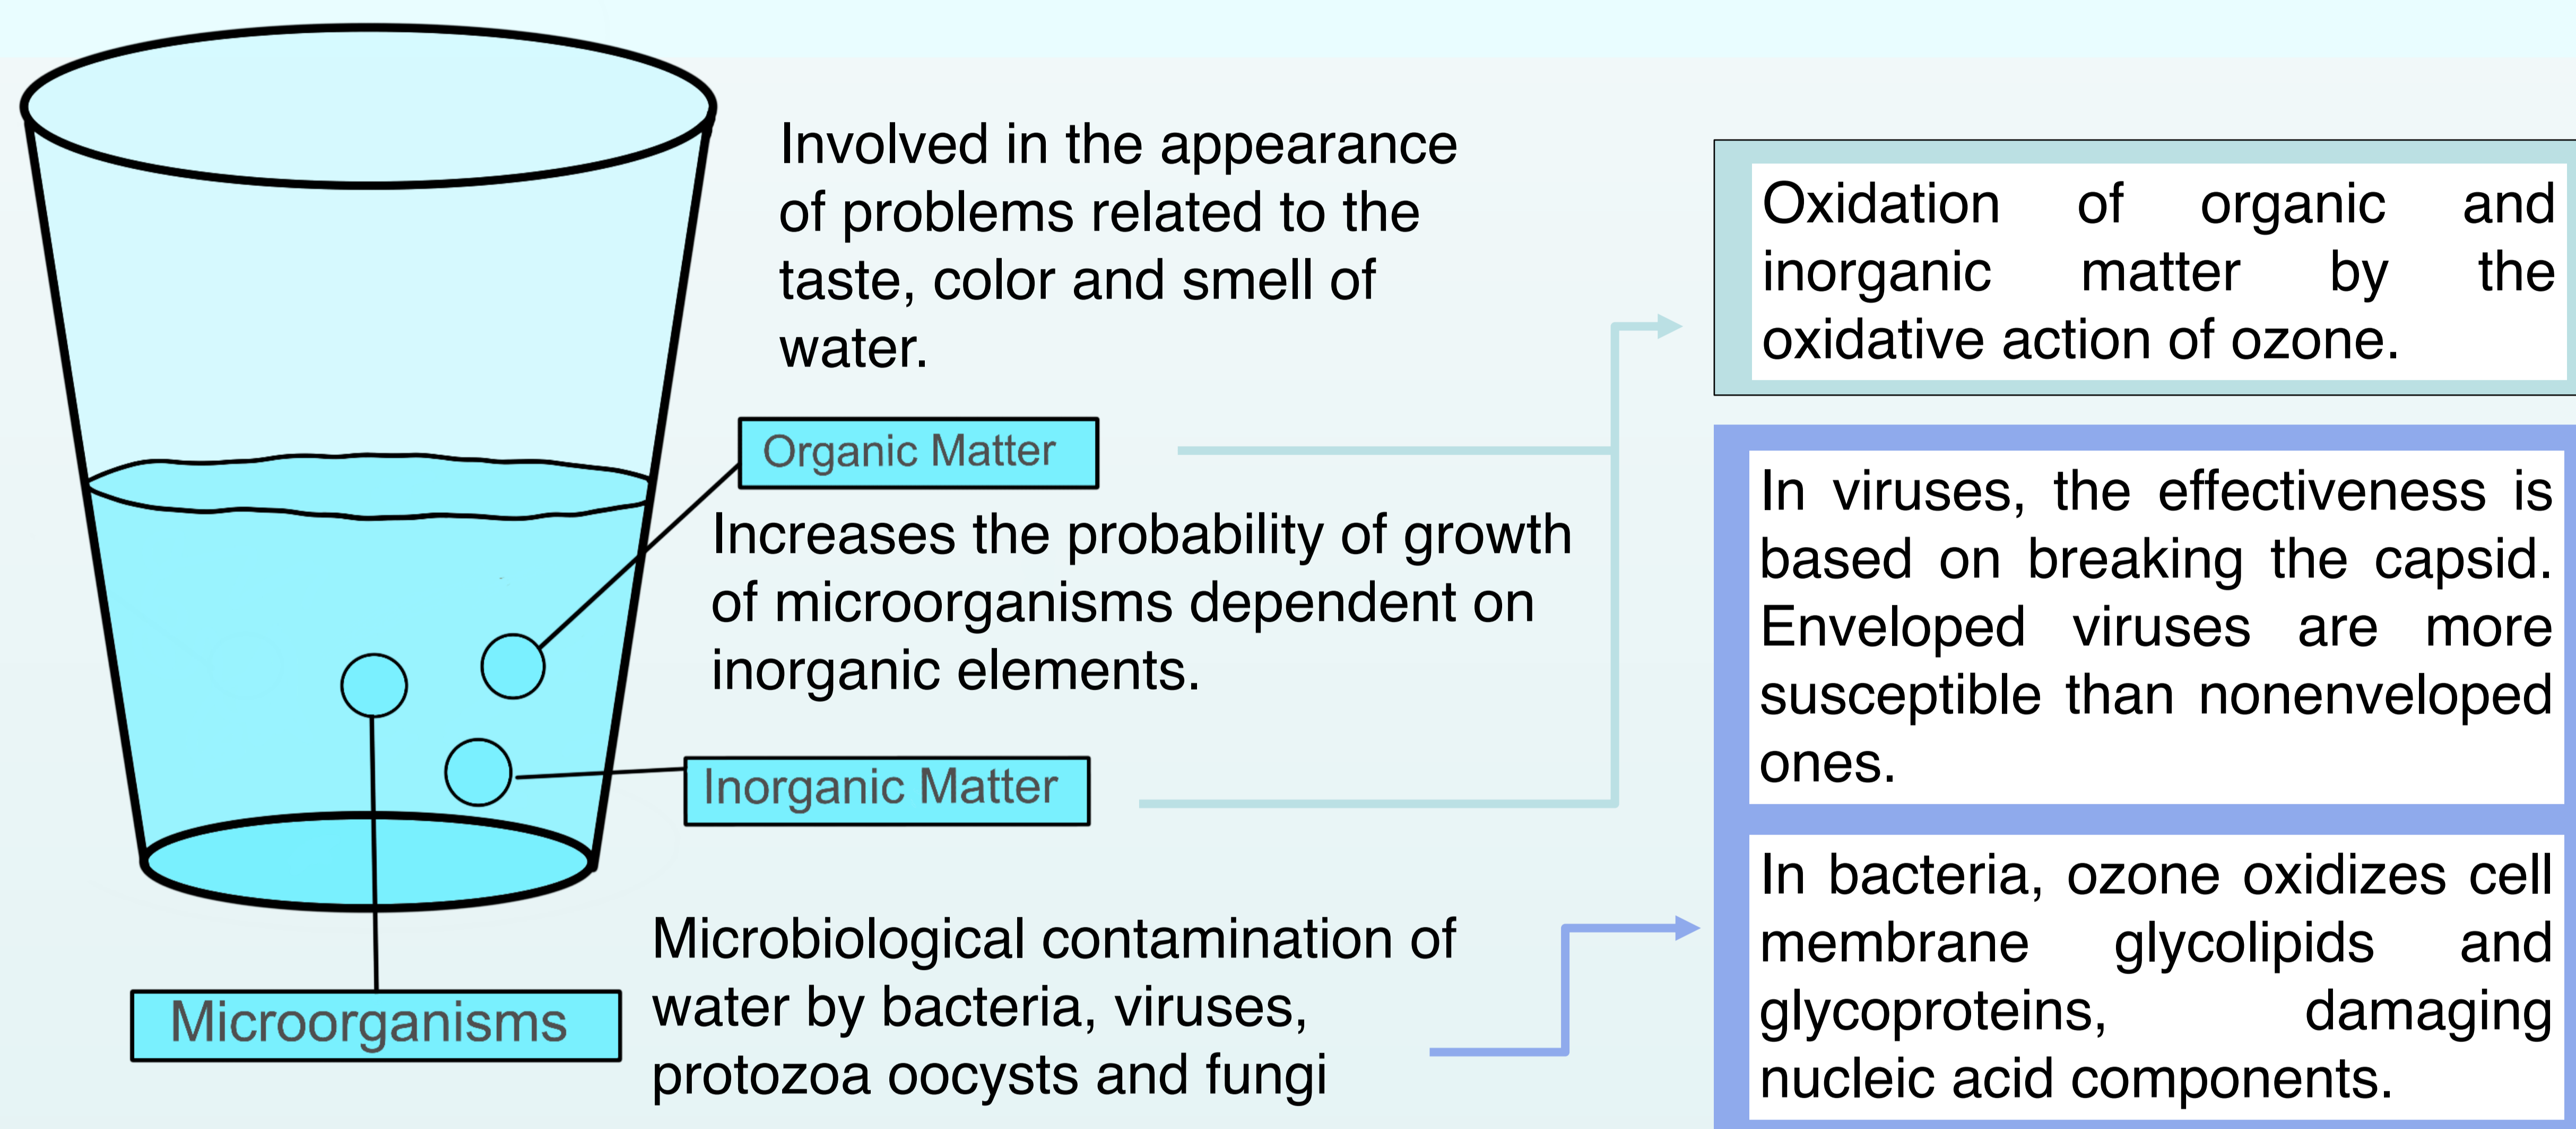 Involved in the appearance
of problems related to the
taste, color and smell of
water.
Organic Matter
Increases the probability of growth
of microorganisms dependent on
inorganic elements.
Inorganic Matter
Microorganisms
Microbiological contamination of
water by bacteria, viruses,
protozoa oocysts and fungi
Oxidation of organic and
inorganic matter by the
oxidative action of ozone.
In viruses, the effectiveness is
based on breaking the capsid.
Enveloped viruses are more
susceptible than nonenveloped
ones.
In bacteria, ozone oxidizes cell
membrane glycolipids and
glycoproteins, damaging
nucleic acid components.